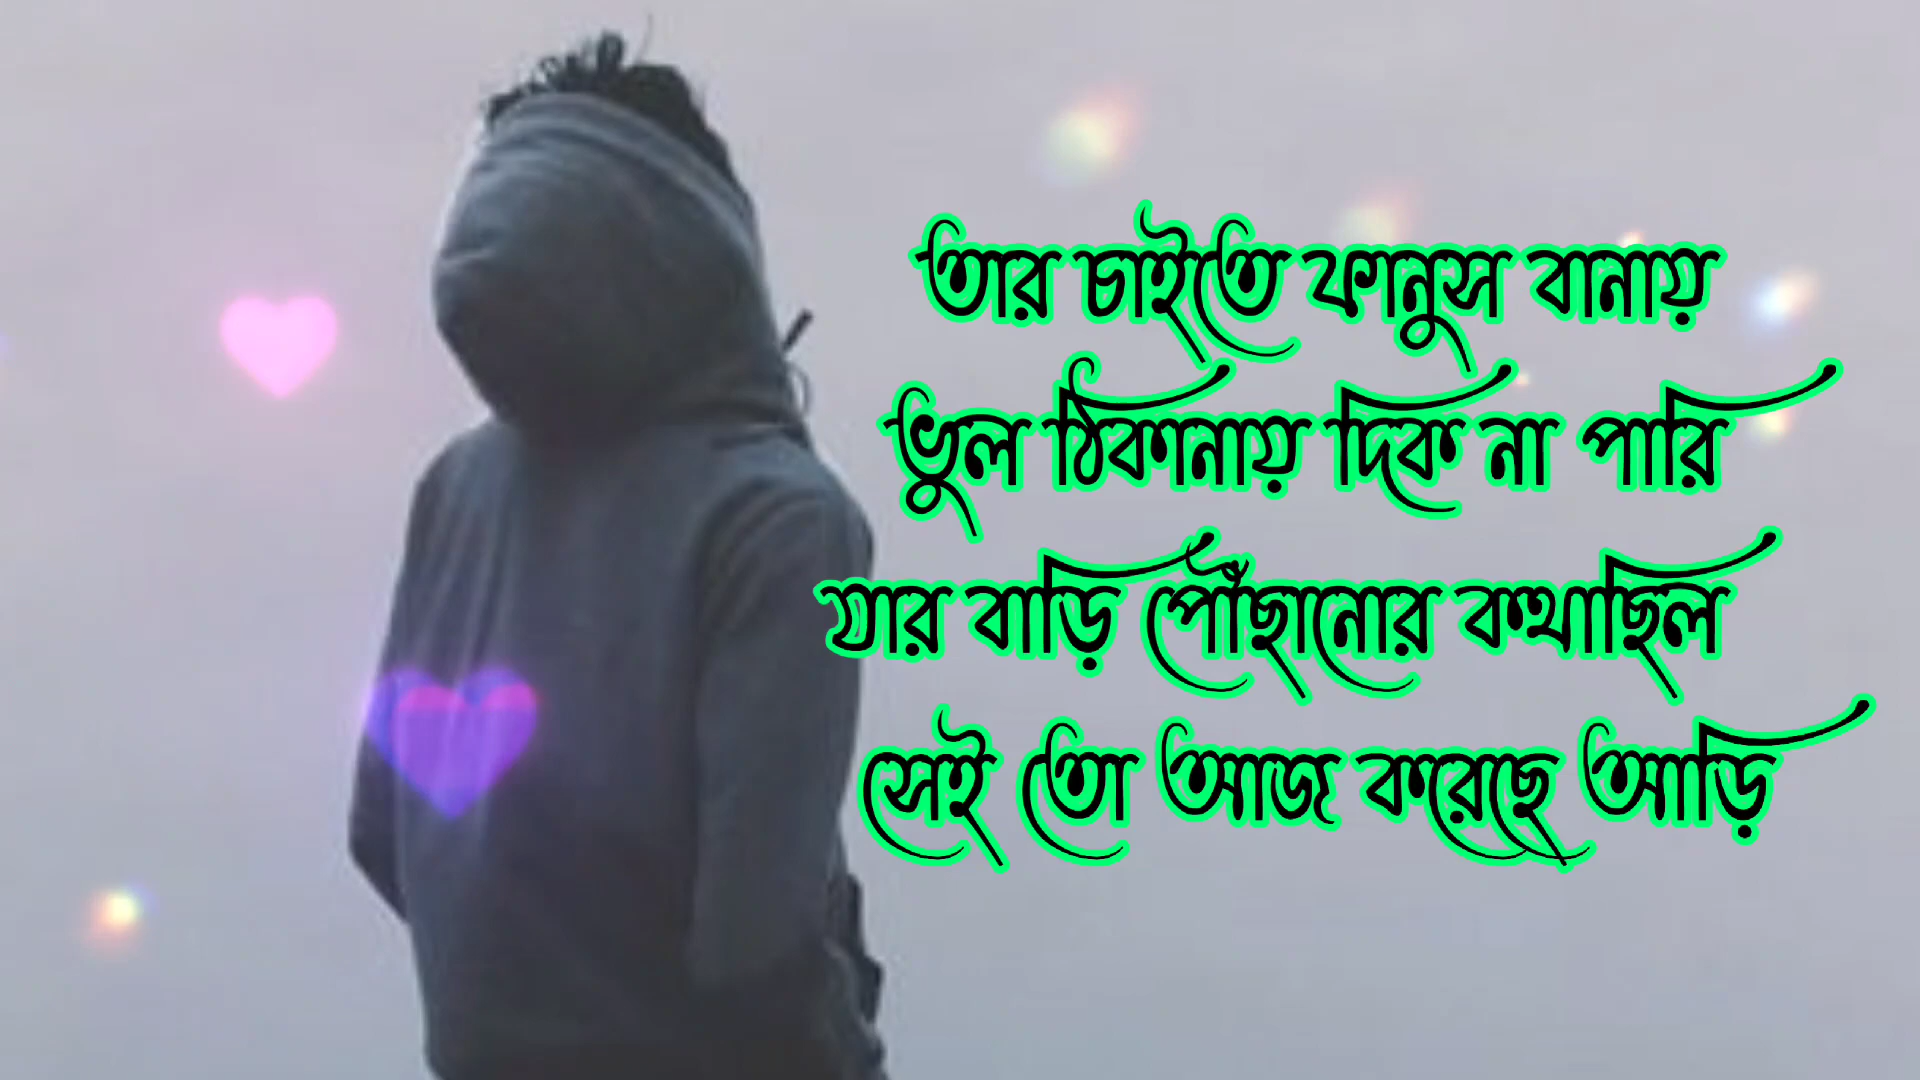 তার চাইতে ফানুস বানায়
ভুল ঠিকানায় দিক না পারি
যার বাড়ি পৌঁছানোর কথাছিল
সেই তো আজ করেছে আড়ি